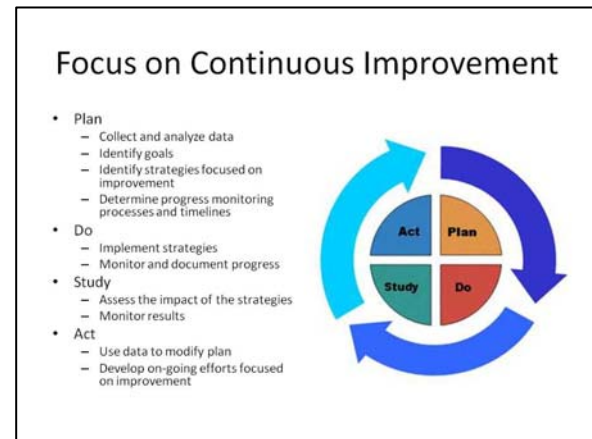 Focus on Continuous Improvement
• Plan
– Collect and analyze data
– Identify goals
– Identify strategies focused on
improvement
– Determine progress monitoring
processes and timelines
• Do
– Implement strategies
– Monitor and document progress
• Study
– Assess the impact of the strategies
– Monitor results
• Act
– Use data to modify plan
– Develop on-going efforts focused
on improvement
Act
Plan
Study
Do